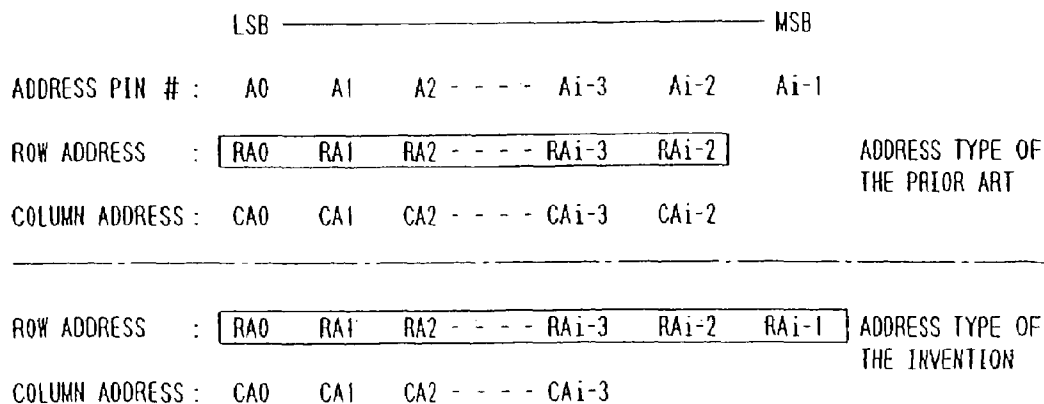 LSB MSB
ADDRESS PIN # : A0 A1 A2 - - - - Ai-3 Ai-2 Ai-1
ROW ADDRESS : RA0 RA1 RA2 - - - - RAi-3 RAi-2 ADDRESS TYPE OF
THE PRIOR ART
COLUMN ADDRESS : CA0 CA1 CA2 - - - - CAi-3 CAi-2
ROW ADDRESS : RA0 RA1 RA2 - - - - RAi-3 RAi-2 RAi-1 ADDRESS TYPE OF
THE INVENTION
COLUMN ADDRESS : CA0 CA1 CA2 - - - - CAi-3